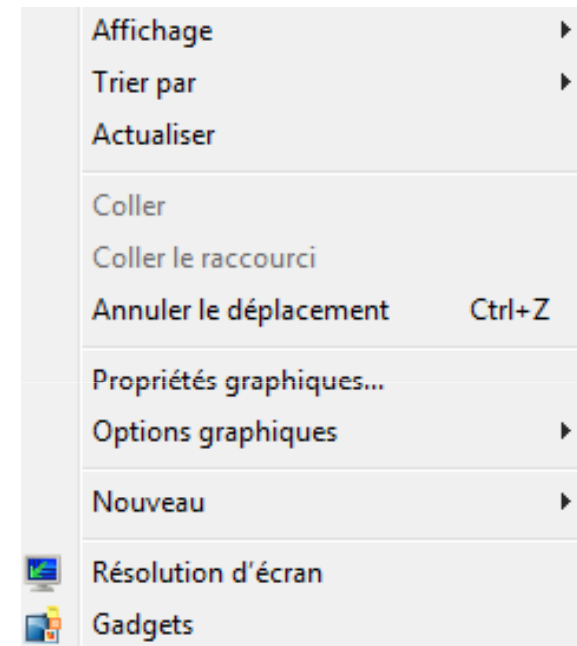 Affichage
Trier par
Actualiser
Coller
Coller le raccourci
Annuler le déplacement Ctrl+Z
Propriétés graphiques...
Options graphiques
Nouveau
Résolution d'écran
Gadgets